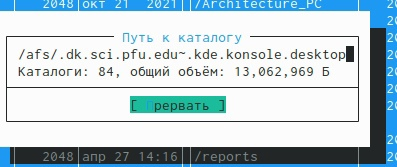 2048 окт 21 2021 /Architecture_PC
Путь к каталогу
/afs/.dk.sci.pfu.edu~.kde.konsole.desktop
Каталоги: 84, общий объём: 13,062,969 Б
[ Прервать ]
2048 апр 27 14:16 /reports